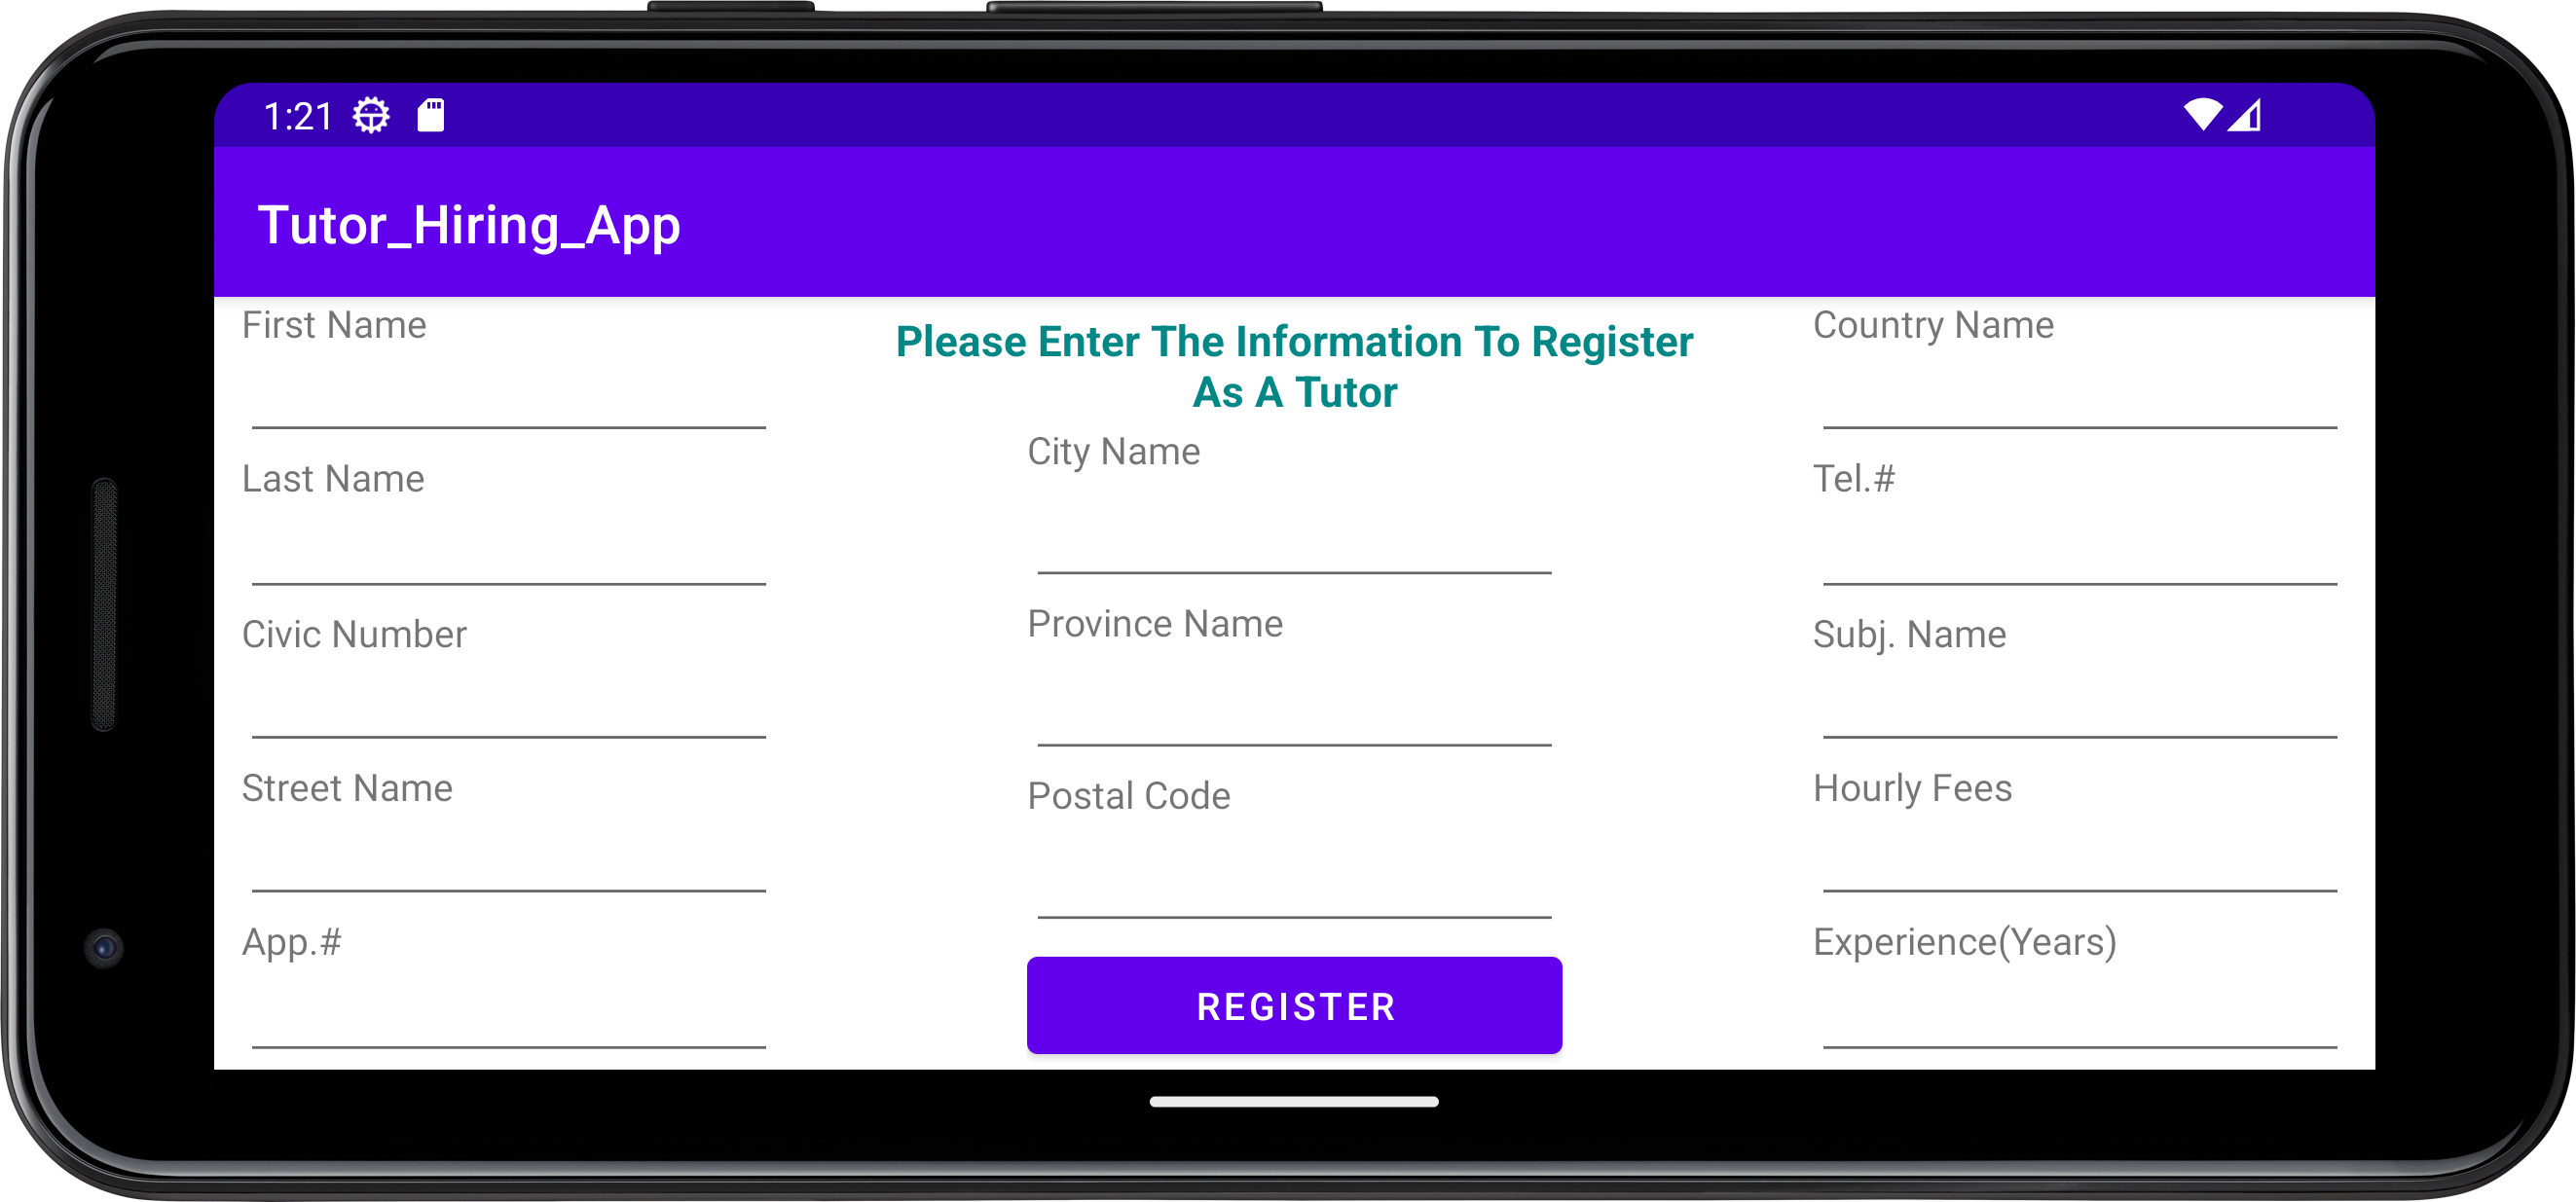 1:21
Tutor_Hiring_App
First Name
Last Name
Civic Number
Street Name
App.#
Please Enter The Information To Register
As A Tutor
City Name
Province Name
Postal Code
REGISTER
Country Name
Tel.#
Subj. Name
Hourly Fees
Experience(Years)